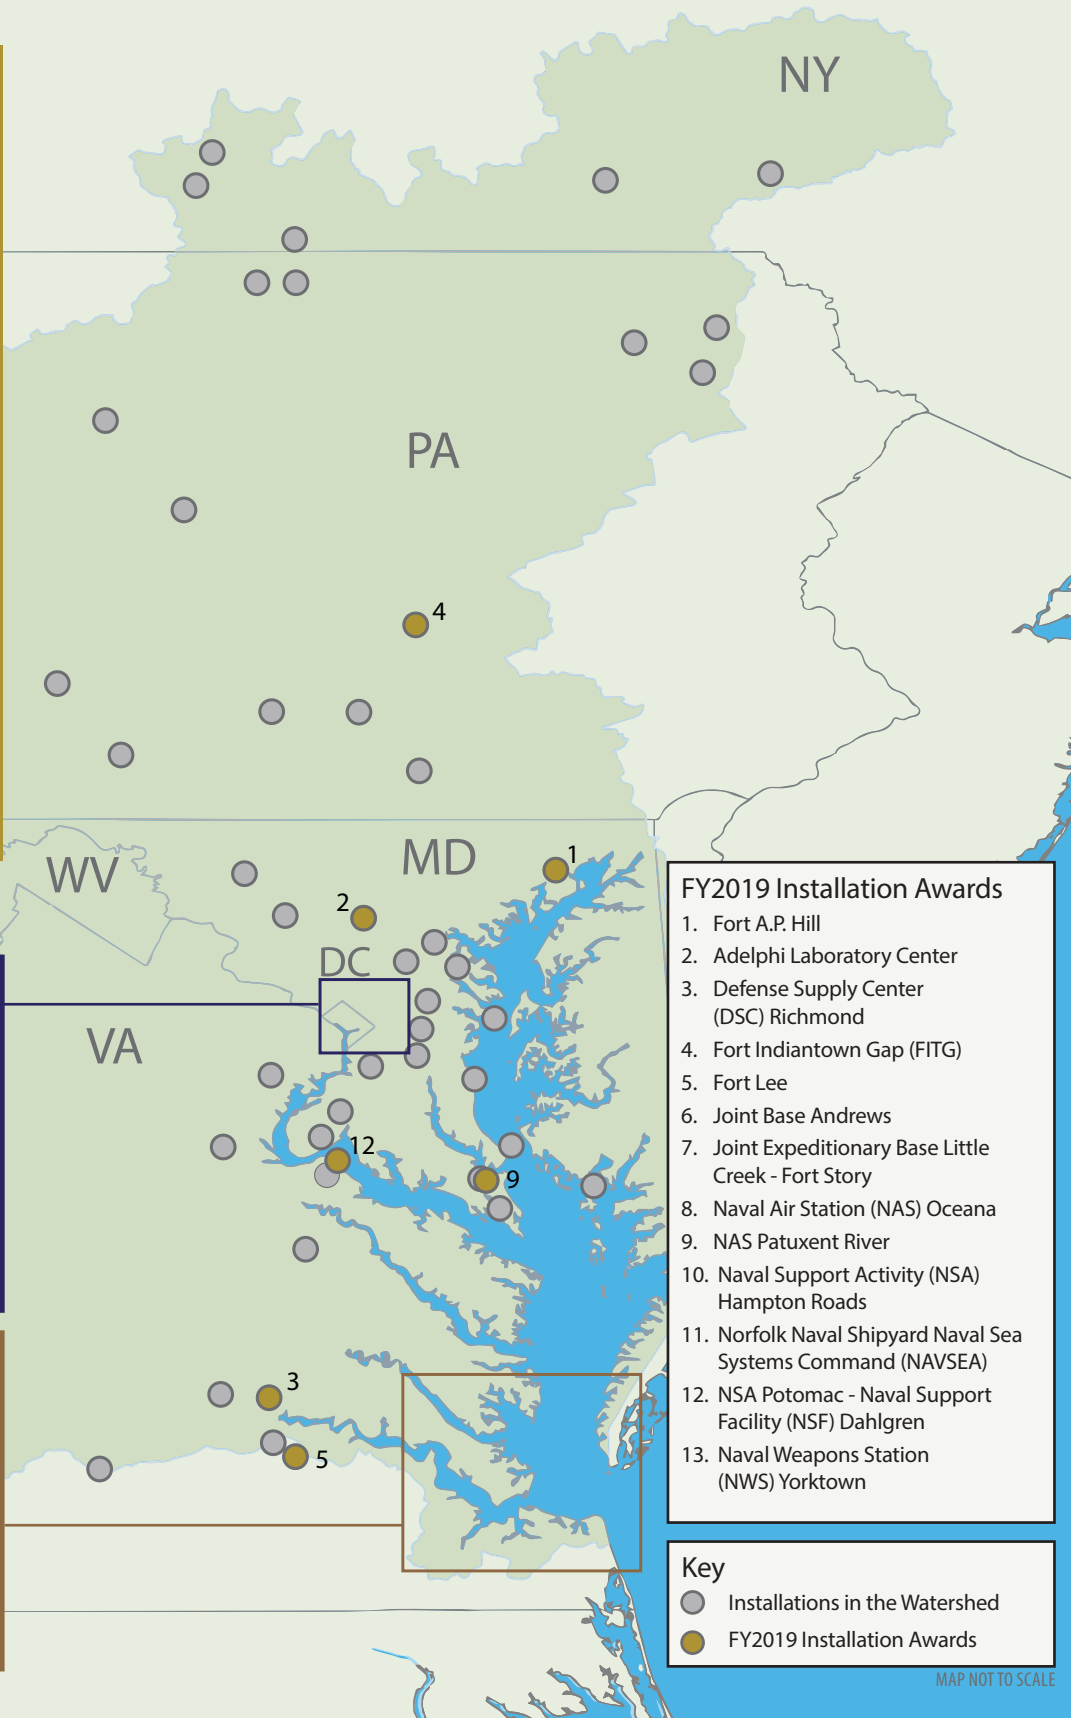 NY
PA
4
WV
MD
1
2
DC
VA
12
9
3
5
FY2019 Installation Awards
1. Fort A.P. Hill
2. Adelphi Laboratory Center
3. Defense Supply Center
(DSC) Richmond
4. Fort Indiantown Gap (FITG)
5. Fort Lee
6. Joint Base Andrews
7. Joint Expeditionary Base Little
Creek - Fort Story
8. Naval Air Station (NAS) Oceana
9. NAS Patuxent River
10. Naval Support Activity (NSA)
Hampton Roads
11. Norfolk Naval Shipyard Naval Sea
Systems Command (NAVSEA)
12. NSA Potomac - Naval Support
Facility (NSF) Dahlgren
13. Naval Weapons Station
(NWS) Yorktown
Key
Installations in the Watershed
FY2019 Installation Awards
MAP NOT TO SCALE